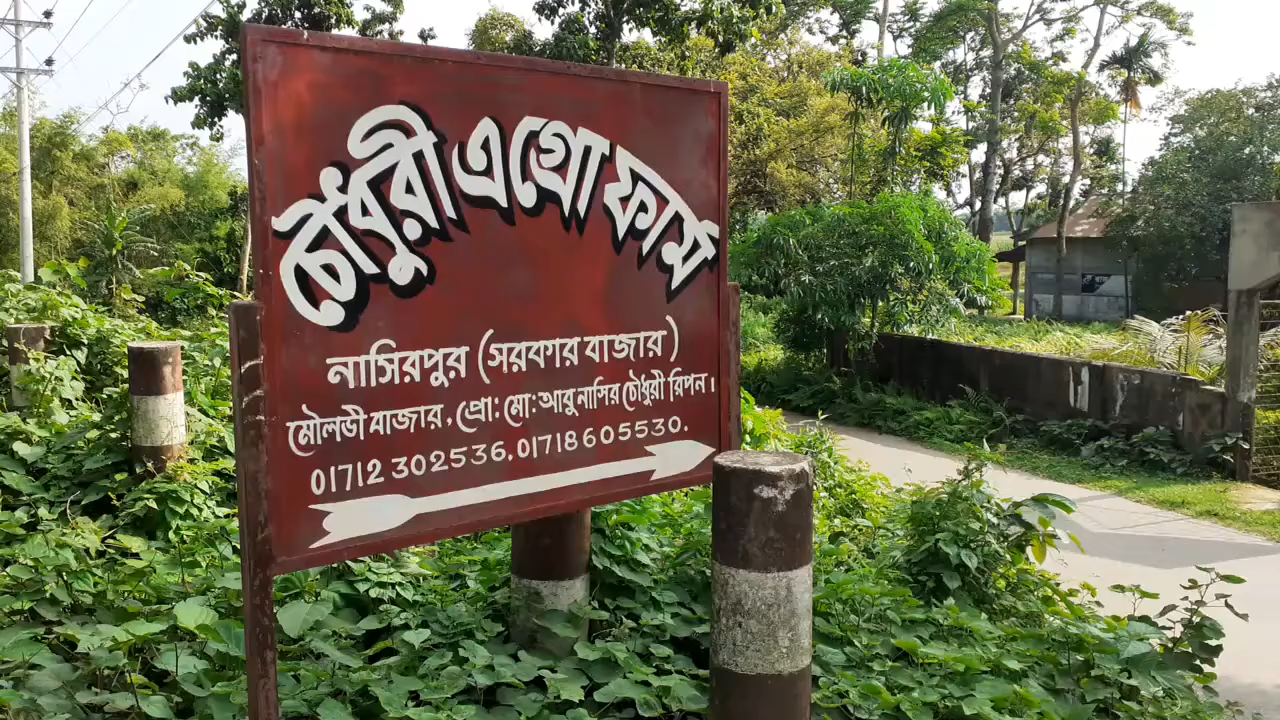 চৌধুরী এগ্রো ফার্ম
নাসিরপুর (সরকার বাজার)
মৌলভী বাজার, প্রো: মো: আবু নাসির চৌধুরী রিপন।
01712 302536, 01718605530.